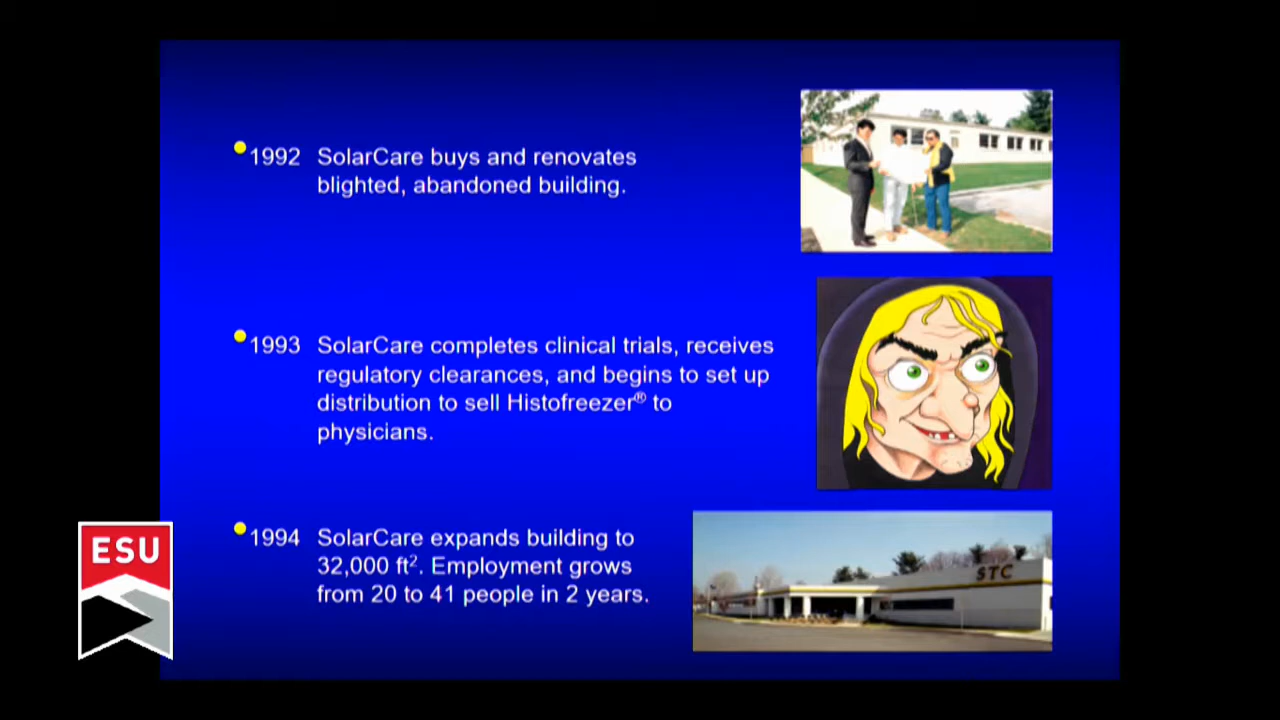 1992 SolarCare buys and renovates
blighted, abandoned building.
1993 SolarCare completes clinical trials, receives
regulatory clearances, and begins to set up
distribution to sell Histofreezer® to
physicians.
1994 SolarCare expands building to
32,000 ft². Employment grows
from 20 to 41 people in 2 years.
STC
ESU